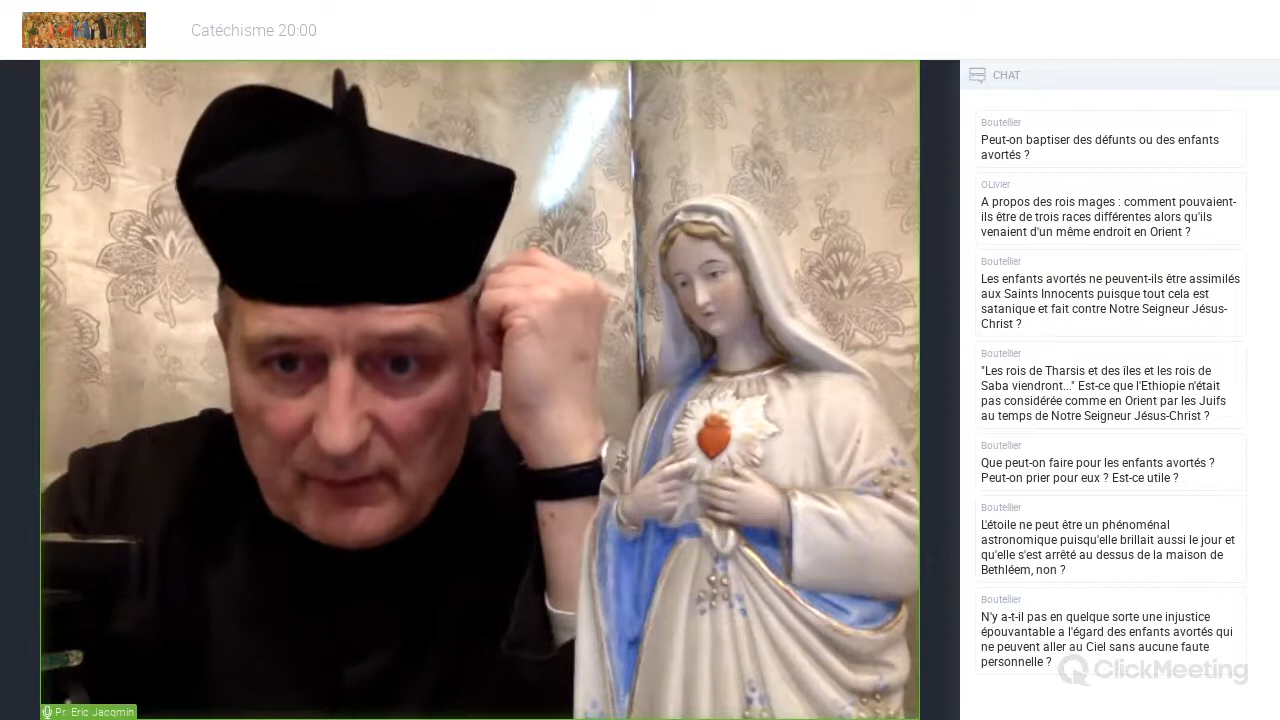 Catéchisme 20:00
CHAT
Boutellier
Peut-on baptiser des défunts ou des enfants
avortés ?
OLivier
A propos des rois mages : comment pouvaient-
ils être de trois races différentes alors qu'ils
venaient d'un même endroit en Orient ?
Boutellier
Les enfants avortés ne peuvent-ils être assimilés
aux Saints Innocents puisque tout cela est
satanique et fait contre Notre Seigneur Jésus-
Christ ?
Boutellier
"Les rois de Tharsis et des îles et les rois de
Saba viendront..." Est-ce que l'Ethiopie n'était
pas considérée comme en Orient par les Juifs
au temps de Notre Seigneur Jésus-Christ ?
Boutellier
Que peut-on faire pour les enfants avortés ?
Peut-on prier pour eux ? Est-ce utile ?
Boutellier
L'étoile ne peut être un phénoménal
astronomique puisqu'elle brillait aussi le jour et
qu'elle s'est arrêté au dessus de la maison de
Bethléem, non ?
Boutellier
N'y a-t-il pas en quelque sorte une injustice
épouvantable a l'égard des enfants avortés qui
ne peuvent aller au Ciel sans aucune faute
personnelle ?
ClickMeeting
Pr Eric Jacqmin